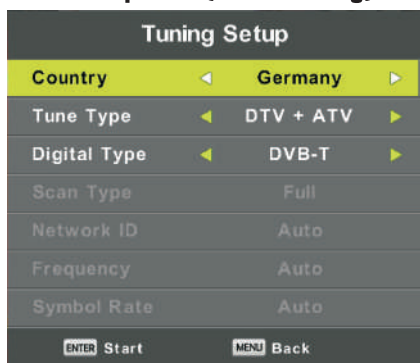 Tuning Setup
Country Germany
Tune Type DTV + ATV
Digital Type DVB-T
Scan Type Full
Network ID Auto
Frequency Auto
Symbol Rate Auto
ENTER Start MENU Back